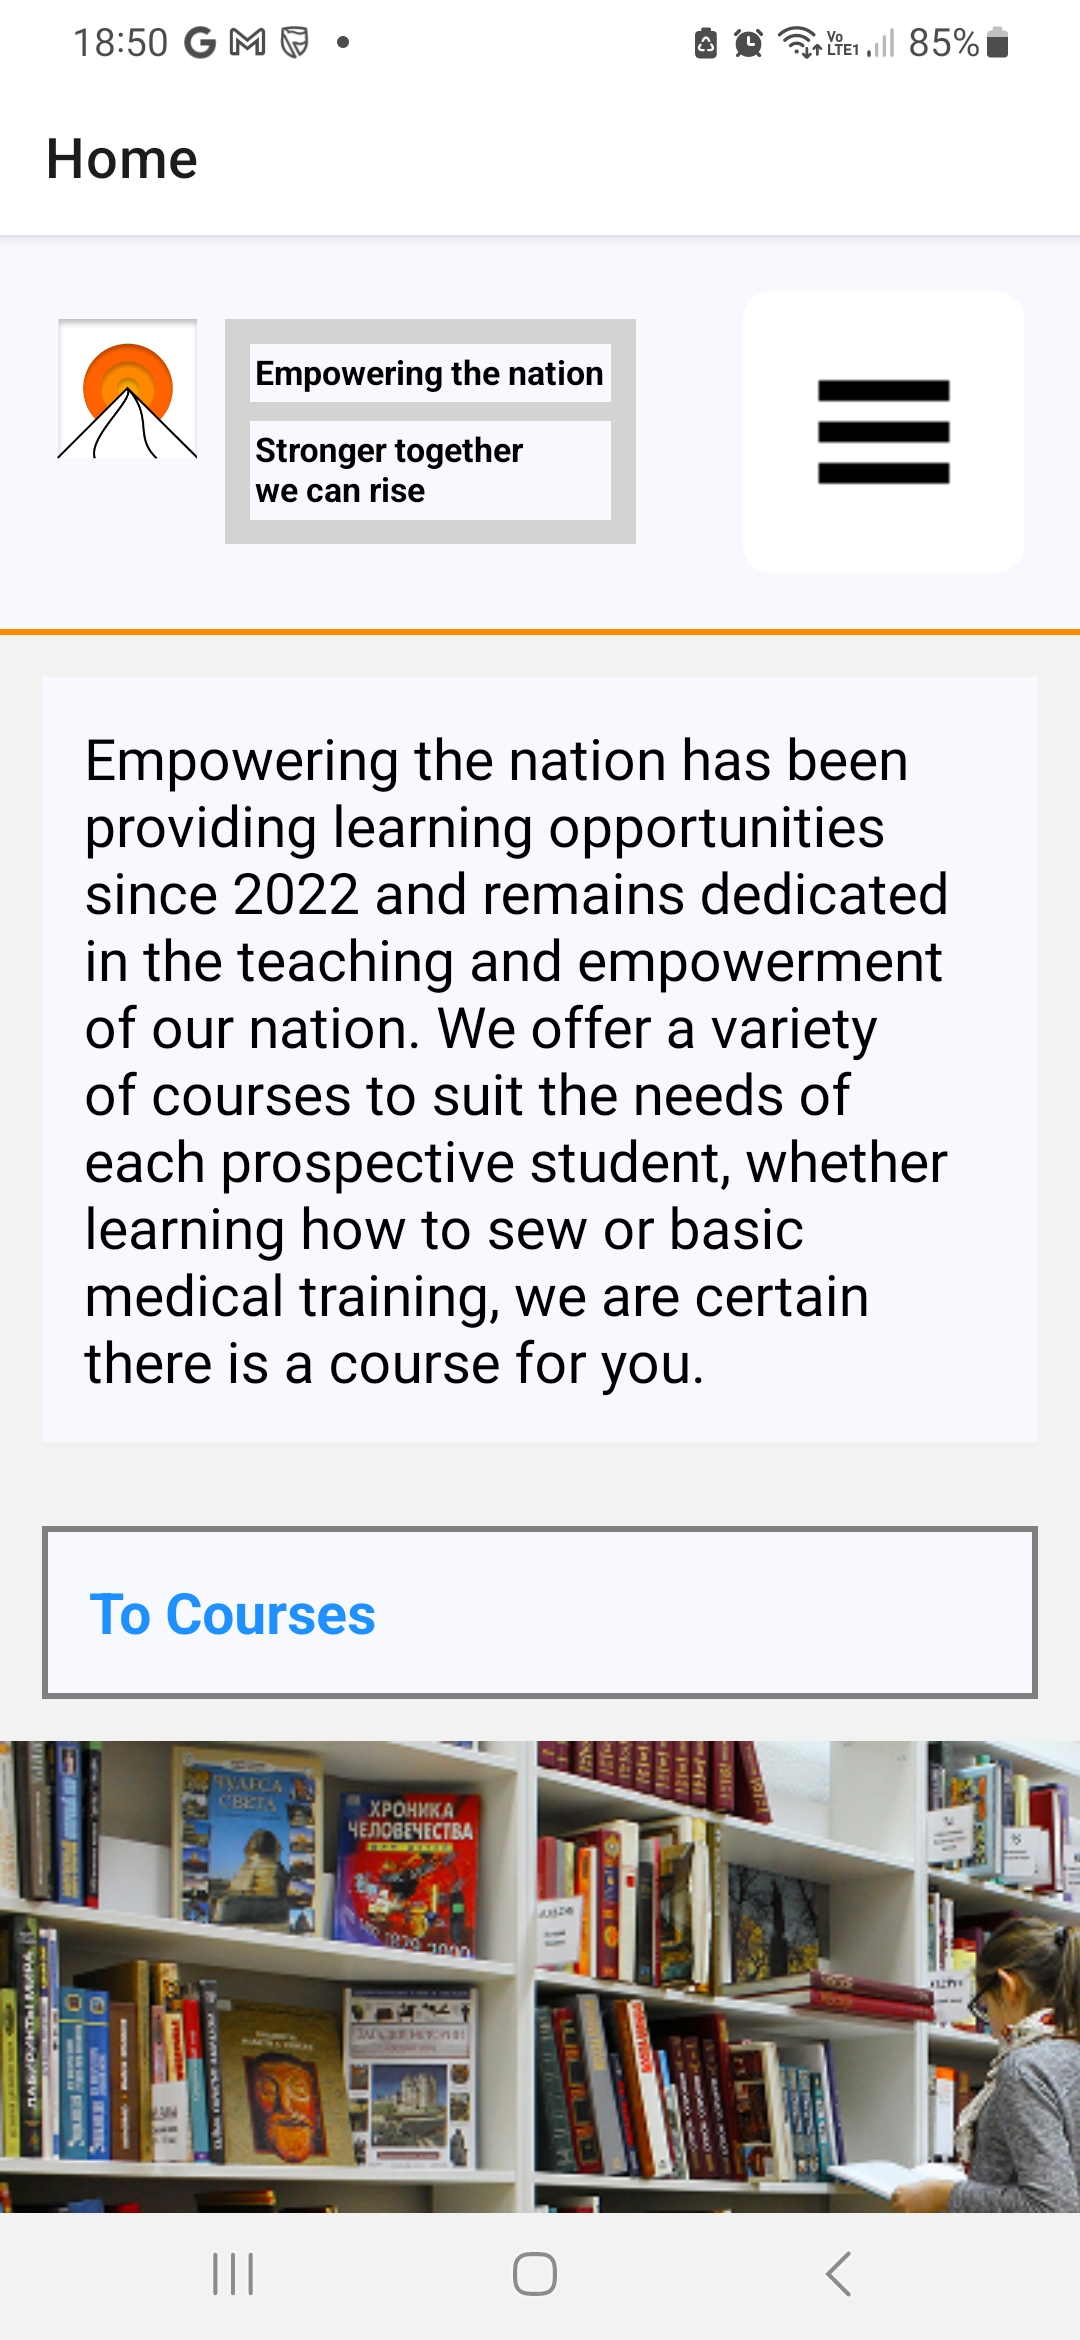 18:50
Vo
LTE1
85%
Home
Empowering the nation
Stronger together
we can rise
Empowering the nation has been
providing learning opportunities
since 2022 and remains dedicated
in the teaching and empowerment
of our nation. We offer a variety
of courses to suit the needs of
each prospective student, whether
learning how to sew or basic
medical training, we are certain
there is a course for you.
To Courses
ЧУДЕСА
СВЕТА
ХРОНИКА
ЧЕЛОВЕЧЕСТВА